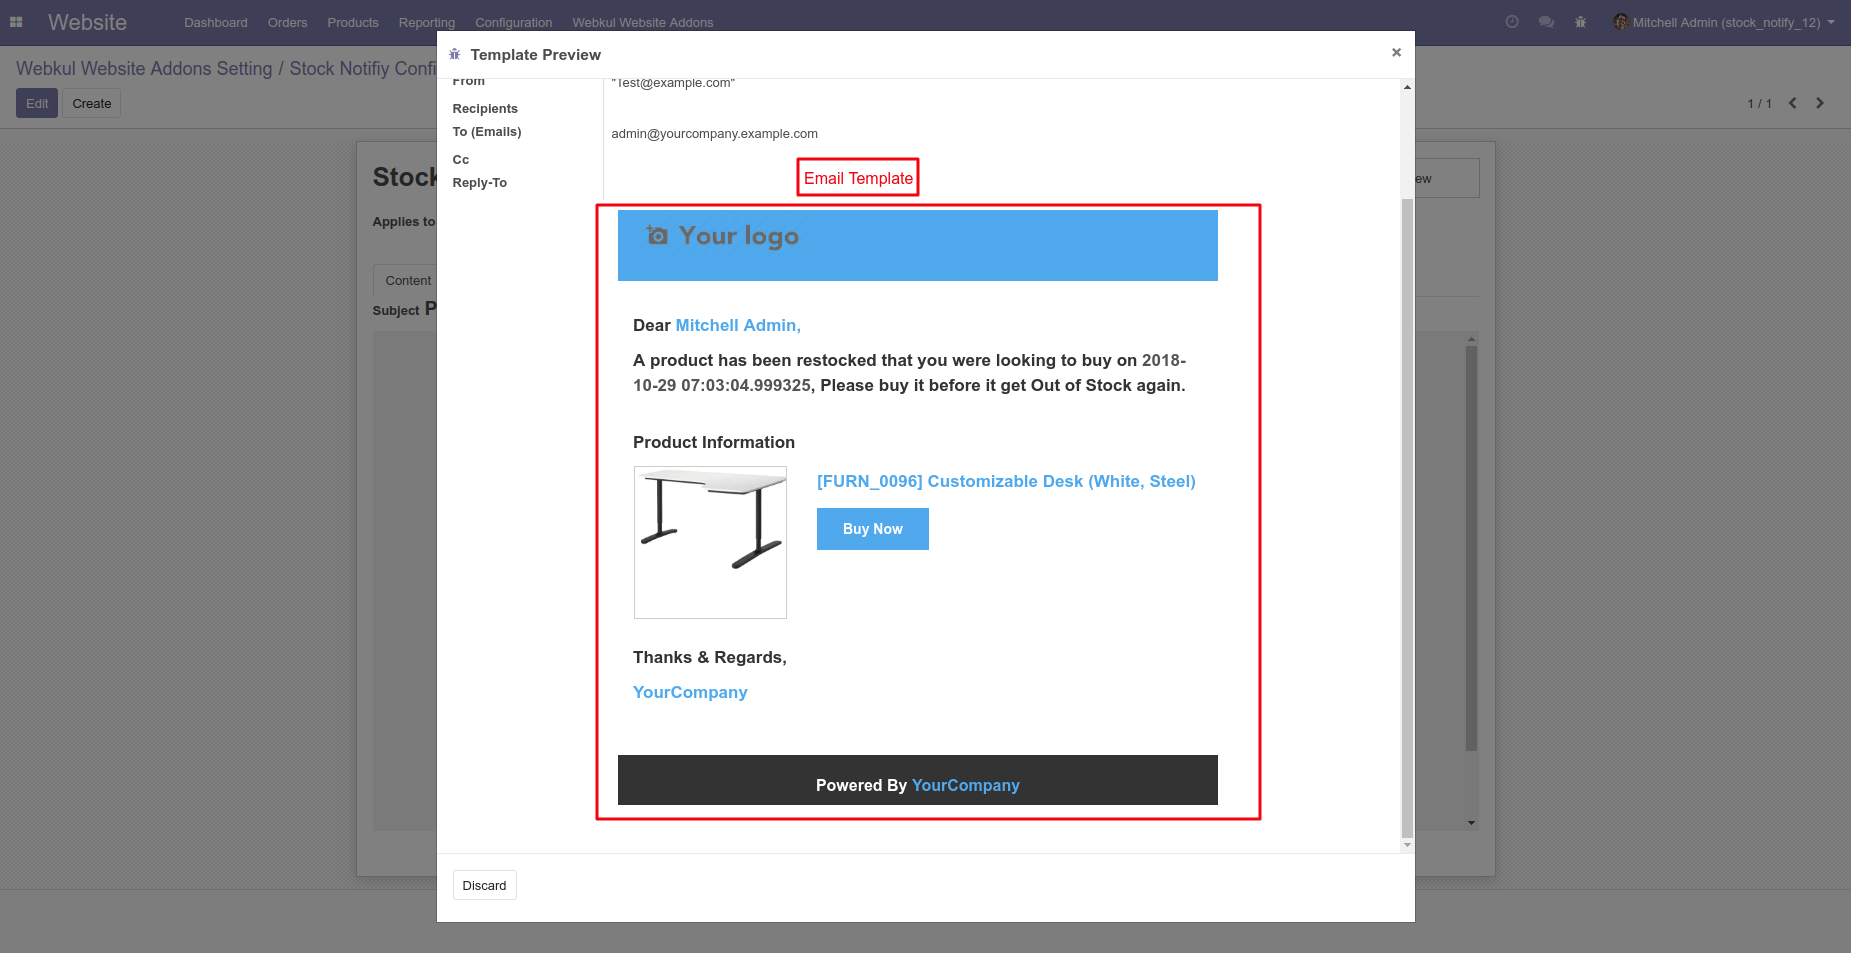 Website
Dashboard
Orders
Products
Reporting
Configuration
Webkul Website Addons
Mitchell Admin (stock_notify_12)
Webkul Website Addons Setting / Stock Notifiy Confi
Edit
Create
1 / 1
Template Preview
×
From
"Test@example.com"
Recipients
To (Emails)
admin@yourcompany.example.com
Cc
Reply-To
Email Template
Stock
Applies to
Content
Subject P
ew
Your logo
Dear Mitchell Admin,
A product has been restocked that you were looking to buy on 2018-
10-29 07:03:04.999325, Please buy it before it get Out of Stock again.
Product Information
[FURN_0096] Customizable Desk (White, Steel)
Buy Now
Thanks & Regards,
YourCompany
Powered By YourCompany
Discard